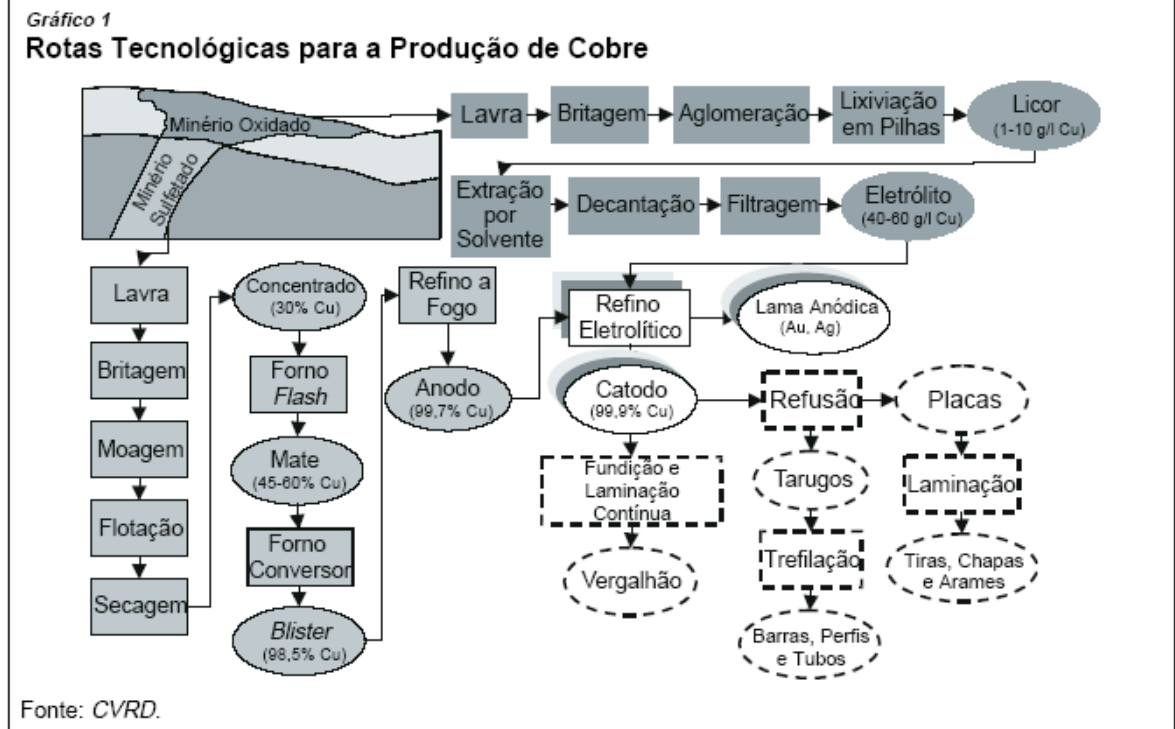 Gráfico 1
Rotas Tecnológicas para a Produção de Cobre
Minério Oxidado
Minério
Sulfetado
Lavra
Britagem
Aglomeração
Lixiviação
em Pilhas
Licor
(1-10 g/l Cu)
Extração
por
Solvente
Decantação
Filtragem
Eletrólito
(40-60 g/l Cu)
Lavra
Britagem
Moagem
Flotação
Secagem
Concentrado
(30% Cu)
Forno
Flash
Mate
(45-60% Cu)
Forno
Conversor
Blister
(98,5% Cu)
Refino a
Fogo
Anodo
(99,7% Cu)
Refino
Eletrolítico
Lama Anódica
(Au, Ag)
Catodo
(99,9% Cu)
Fundição e
Laminação
Contínua
Vergalhão
Refusão
Tarugos
Trefilação
Barras, Perfis
e Tubos
Placas
Laminação
Tiras, Chapas
e Arames
Fonte: CVRD.